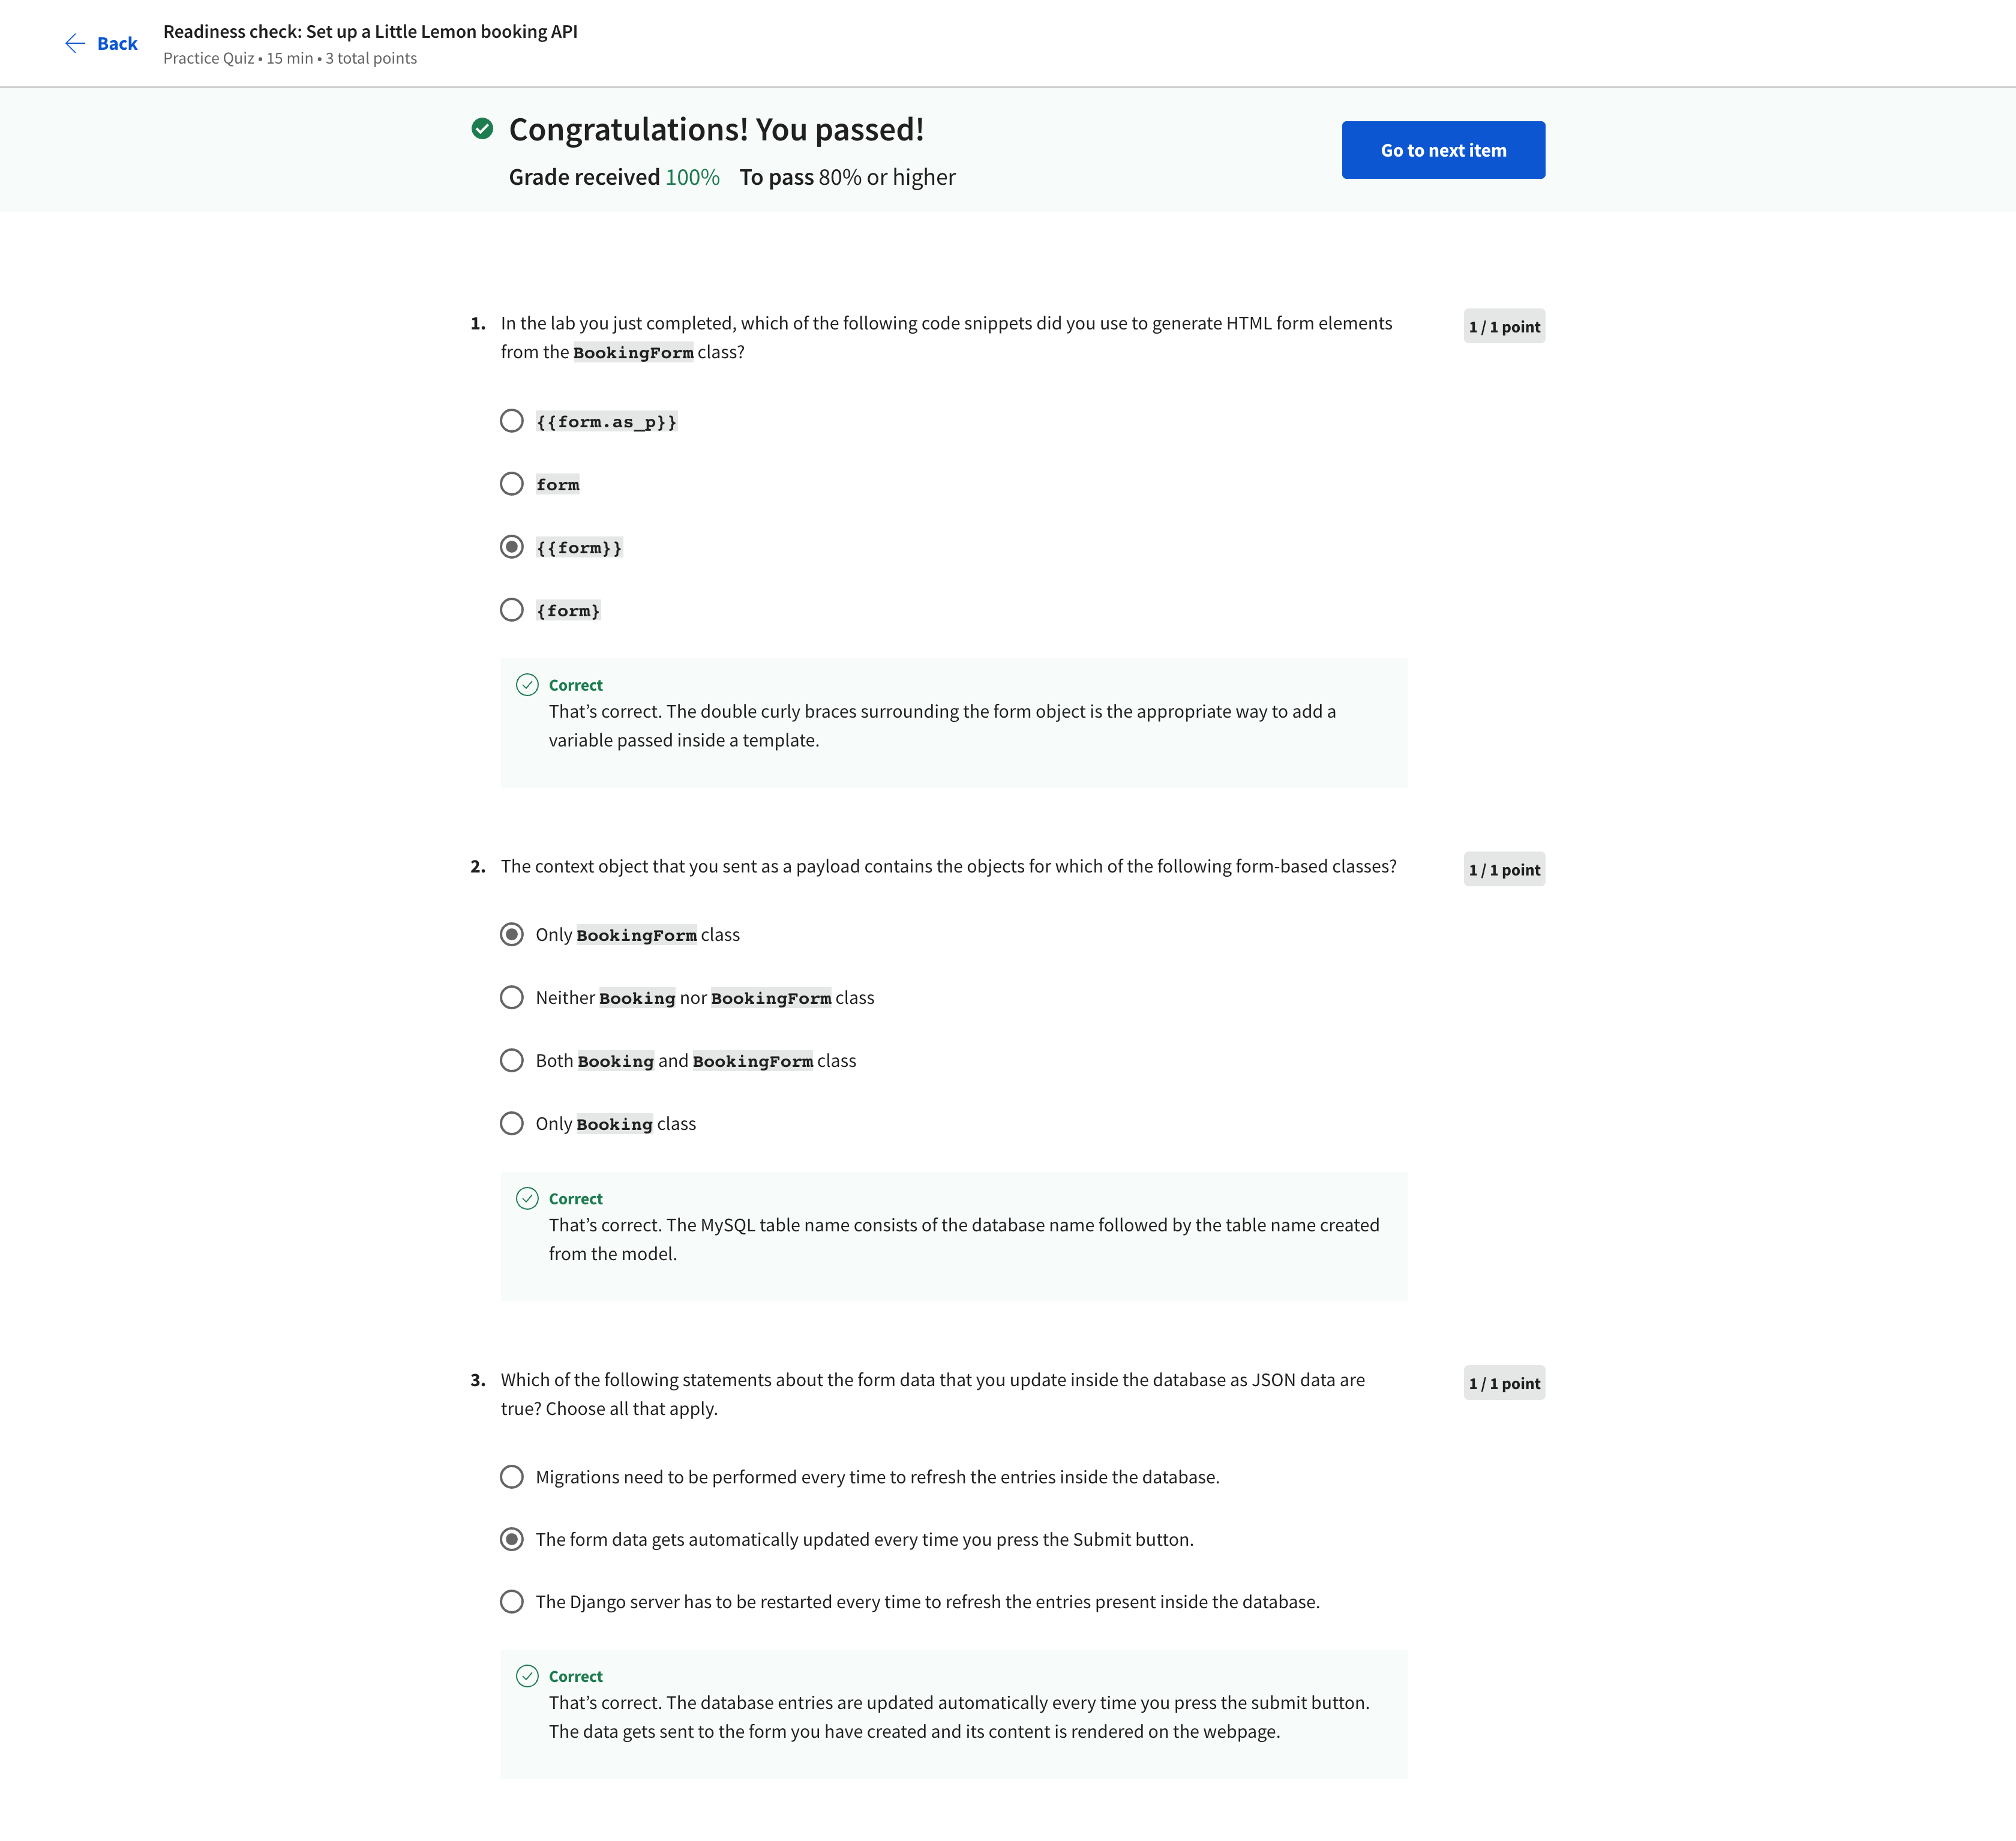 Back
Readiness check: Set up a Little Lemon booking API
Practice Quiz • 15 min • 3 total points
Congratulations! You passed!
Grade received 100% To pass 80% or higher
Go to next item
1. In the lab you just completed, which of the following code snippets did you use to generate HTML form elements
from the BookingForm class?
1 / 1 point
{{form.as_p}}
form
{{form}}
{form}
Correct
That’s correct. The double curly braces surrounding the form object is the appropriate way to add a
variable passed inside a template.
2. The context object that you sent as a payload contains the objects for which of the following form-based classes?
1 / 1 point
Only BookingForm class
Neither Booking nor BookingForm class
Both Booking and BookingForm class
Only Booking class
Correct
That’s correct. The MySQL table name consists of the database name followed by the table name created
from the model.
3. Which of the following statements about the form data that you update inside the database as JSON data are
true? Choose all that apply.
1 / 1 point
Migrations need to be performed every time to refresh the entries inside the database.
The form data gets automatically updated every time you press the Submit button.
The Django server has to be restarted every time to refresh the entries present inside the database.
Correct
That’s correct. The database entries are updated automatically every time you press the submit button.
The data gets sent to the form you have created and its content is rendered on the webpage.